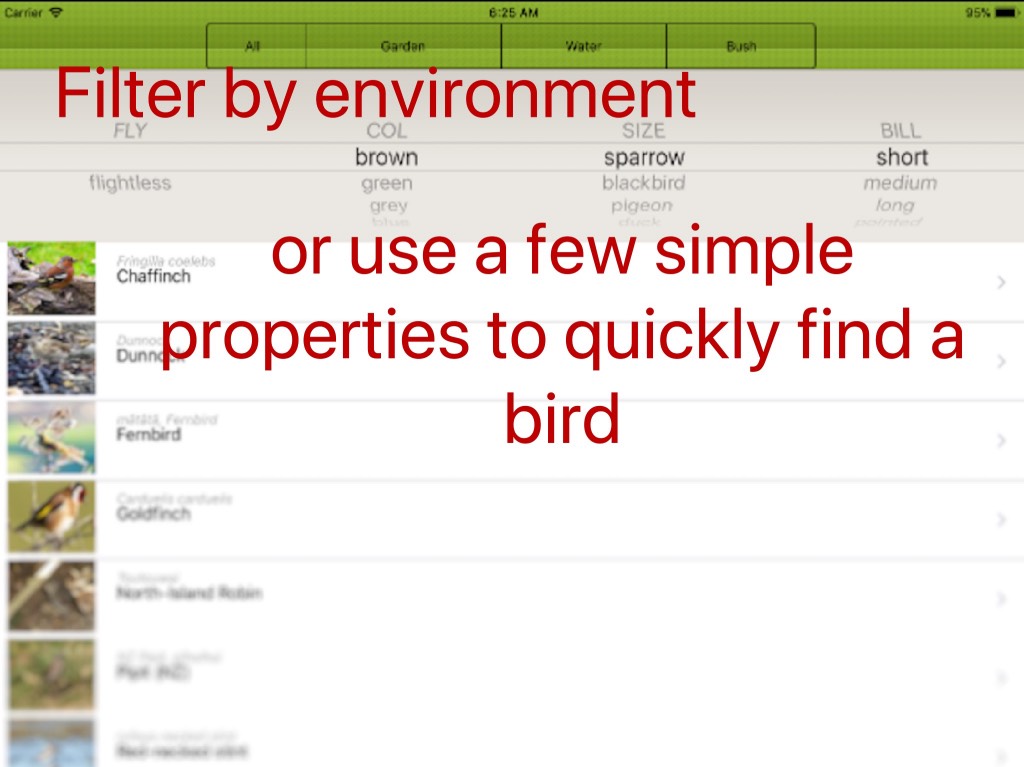 Carrier 6:25 AM 95%
All Garden Water Bush
Filter by environment
FLY COL SIZE BILL
brown sparrow short
flightless green blackbird medium
grey pigeon long
blue duck pointed
or use a few simple
properties to quickly find a
bird
Fringilla coelebs
Chaffinch
Dunnock
Dunnock
mātātā, Fernbird
Fernbird
Carduelis carduelis
Goldfinch
North-Island Robin
Pipit (NZ)
Red-necked stint